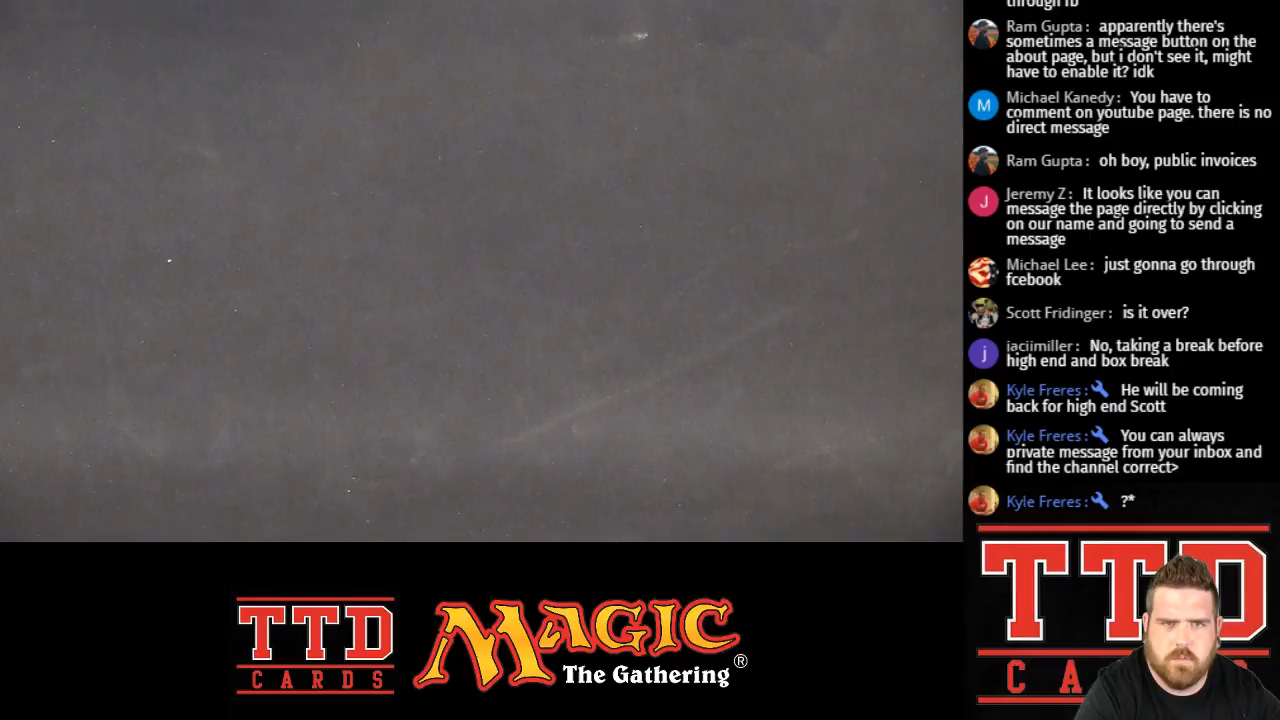 through fb
Ram Gupta : apparently there's
sometimes a message button on the
about page, but i don't see it, might
have to enable it? idk
M
Michael Kanedy : You have to
comment on youtube page. there is no
direct message
Ram Gupta : oh boy, public invoices
J
Jeremy Z : It looks like you can
message the page directly by clicking
on our name and going to send a
message
Michael Lee : just gonna go through
fcebook
Scott Fridinger : is it over?
j
jaciimiller : No, taking a break before
high end and box break
Kyle Freres : He will be coming
back for high end Scott
Kyle Freres : You can always
private message from your inbox and
find the channel correct>
Kyle Freres : ?*
TTD
CARDS
MAGIC
The Gathering®
TTD
CA